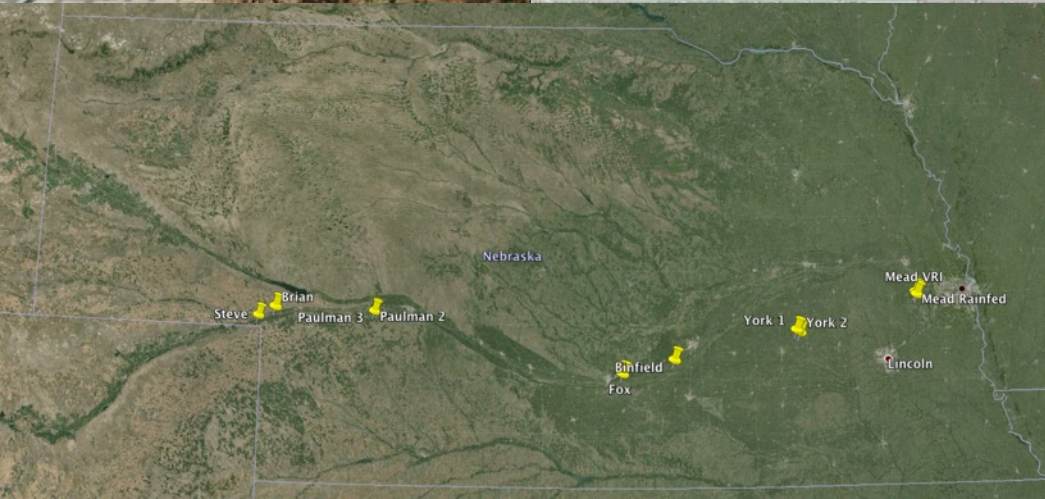 Nebraska
Mead VRI
Mead Rainfed
Brian
Steve
Paulman 3
Paulman 2
York 1
York 2
Binfield
Lincoln
Fox